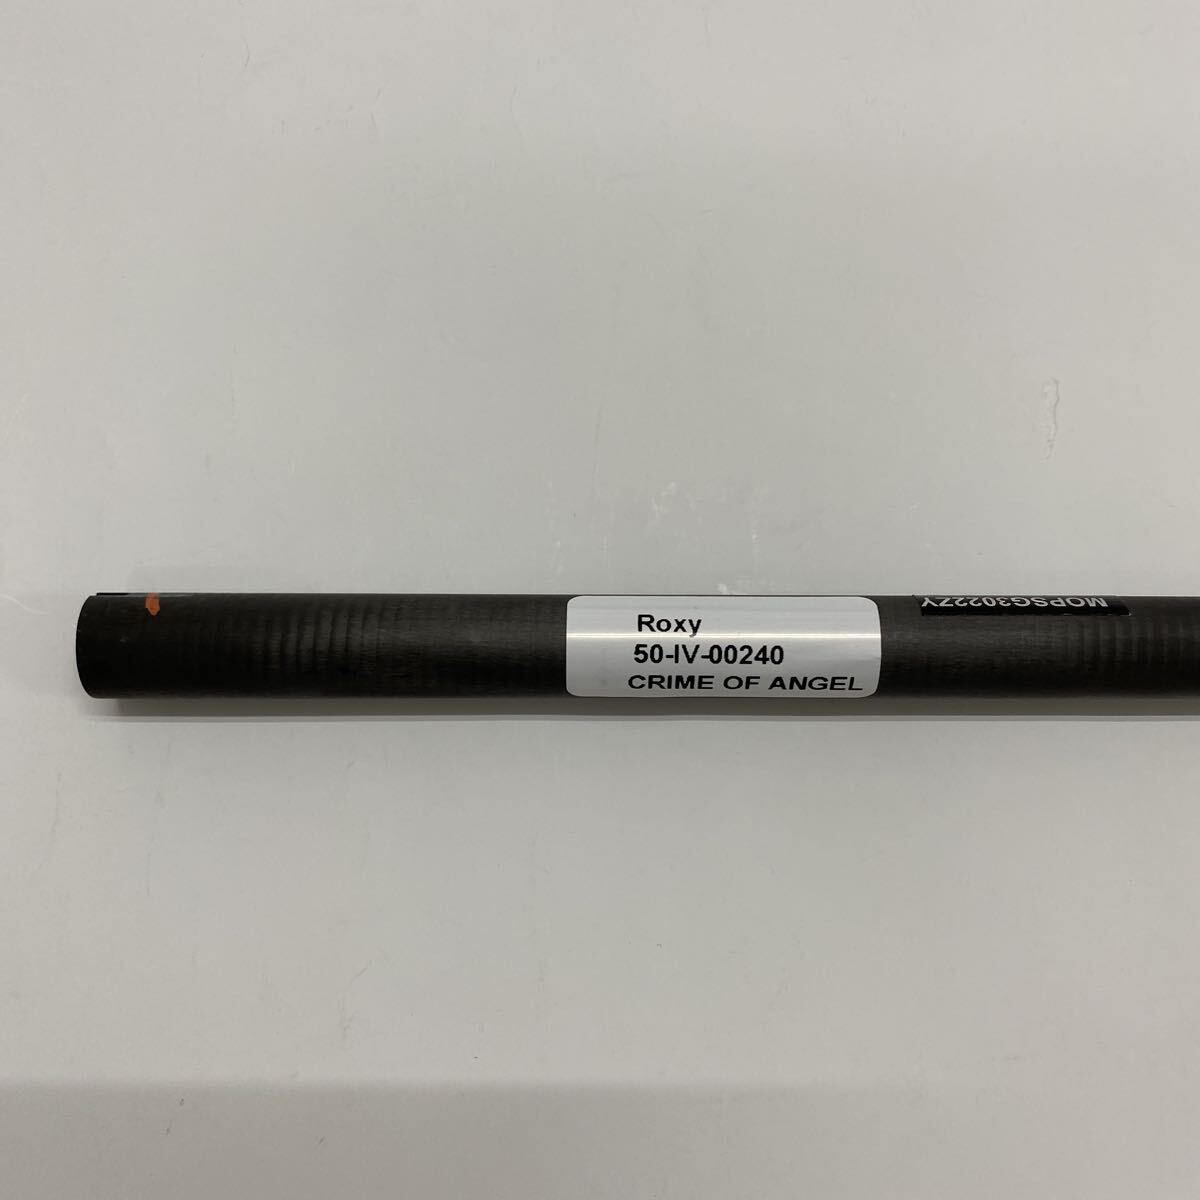 Roxy
50-IV-00240
CRIME OF ANGEL
MOPSG3022ZY